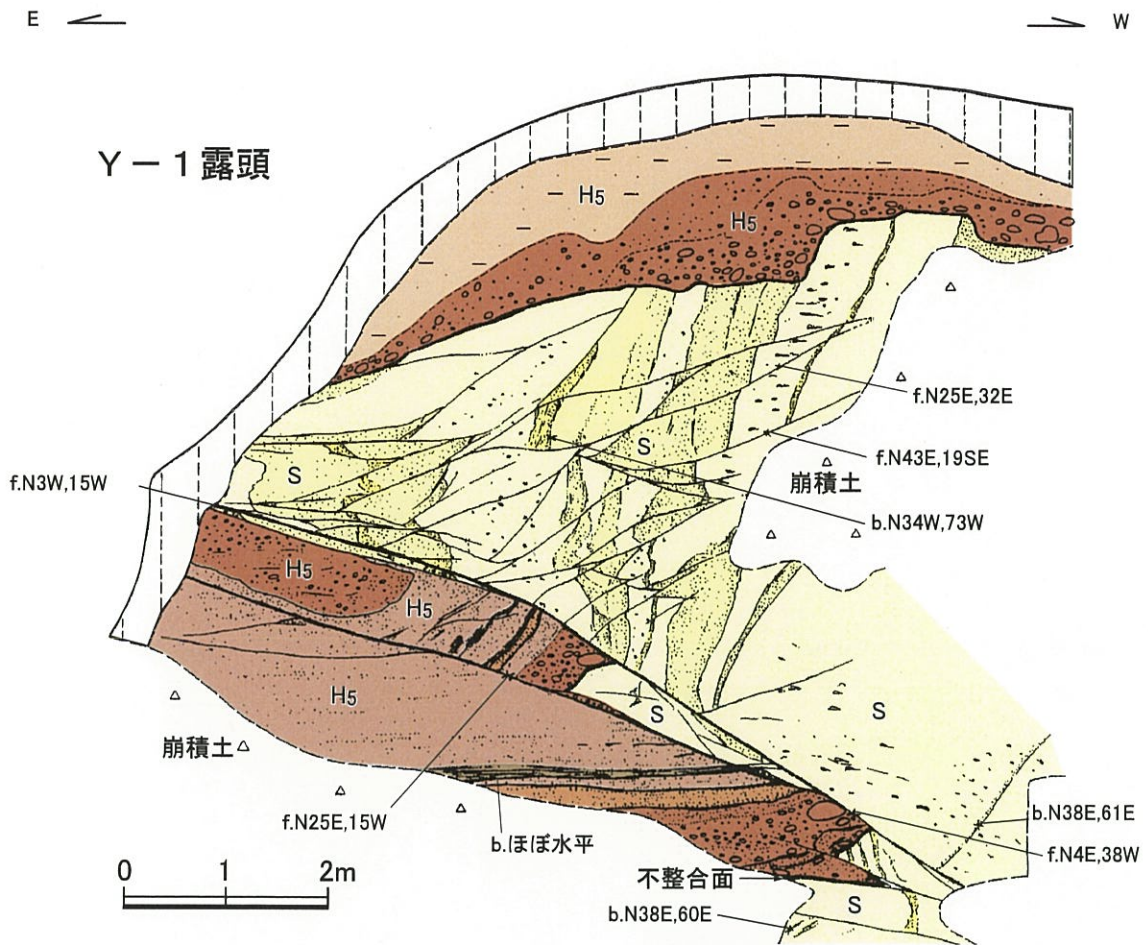 E
W
Y－1露頭
H5
H5
f.N25E,32E
S
f.N43E,19SE
S
崩積土
f.N3W,15W
b.N34W,73W
H5
H5
H5
S
S
崩積土
b.N38E,61E
f.N25E,15W
b.ほぼ水平
f.N4E,38W
0 1 2m
不整合面
S
b.N38E,60E